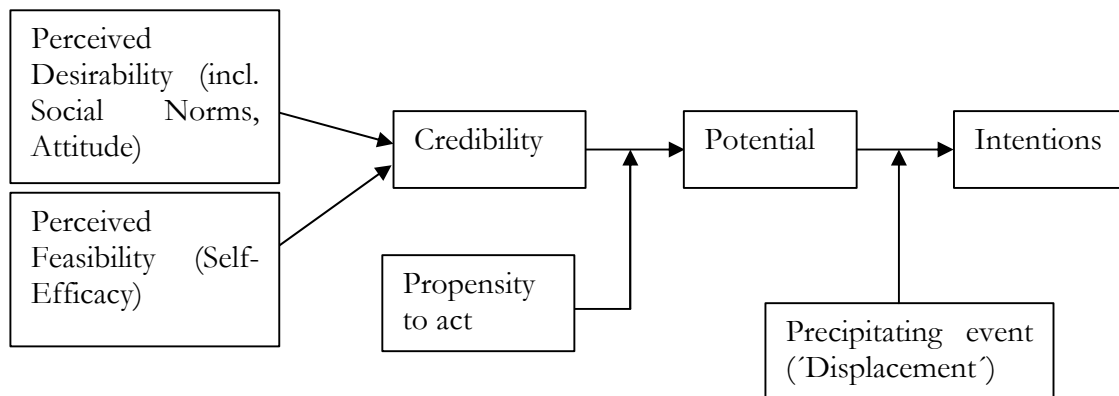 Perceived
Desirability (incl.
Social Norms,
Attitude)
Perceived
Feasibility (Self-
Efficacy)
Credibility
Propensity
to act
Potential
Precipitating event
(´Displacement´)
Intentions